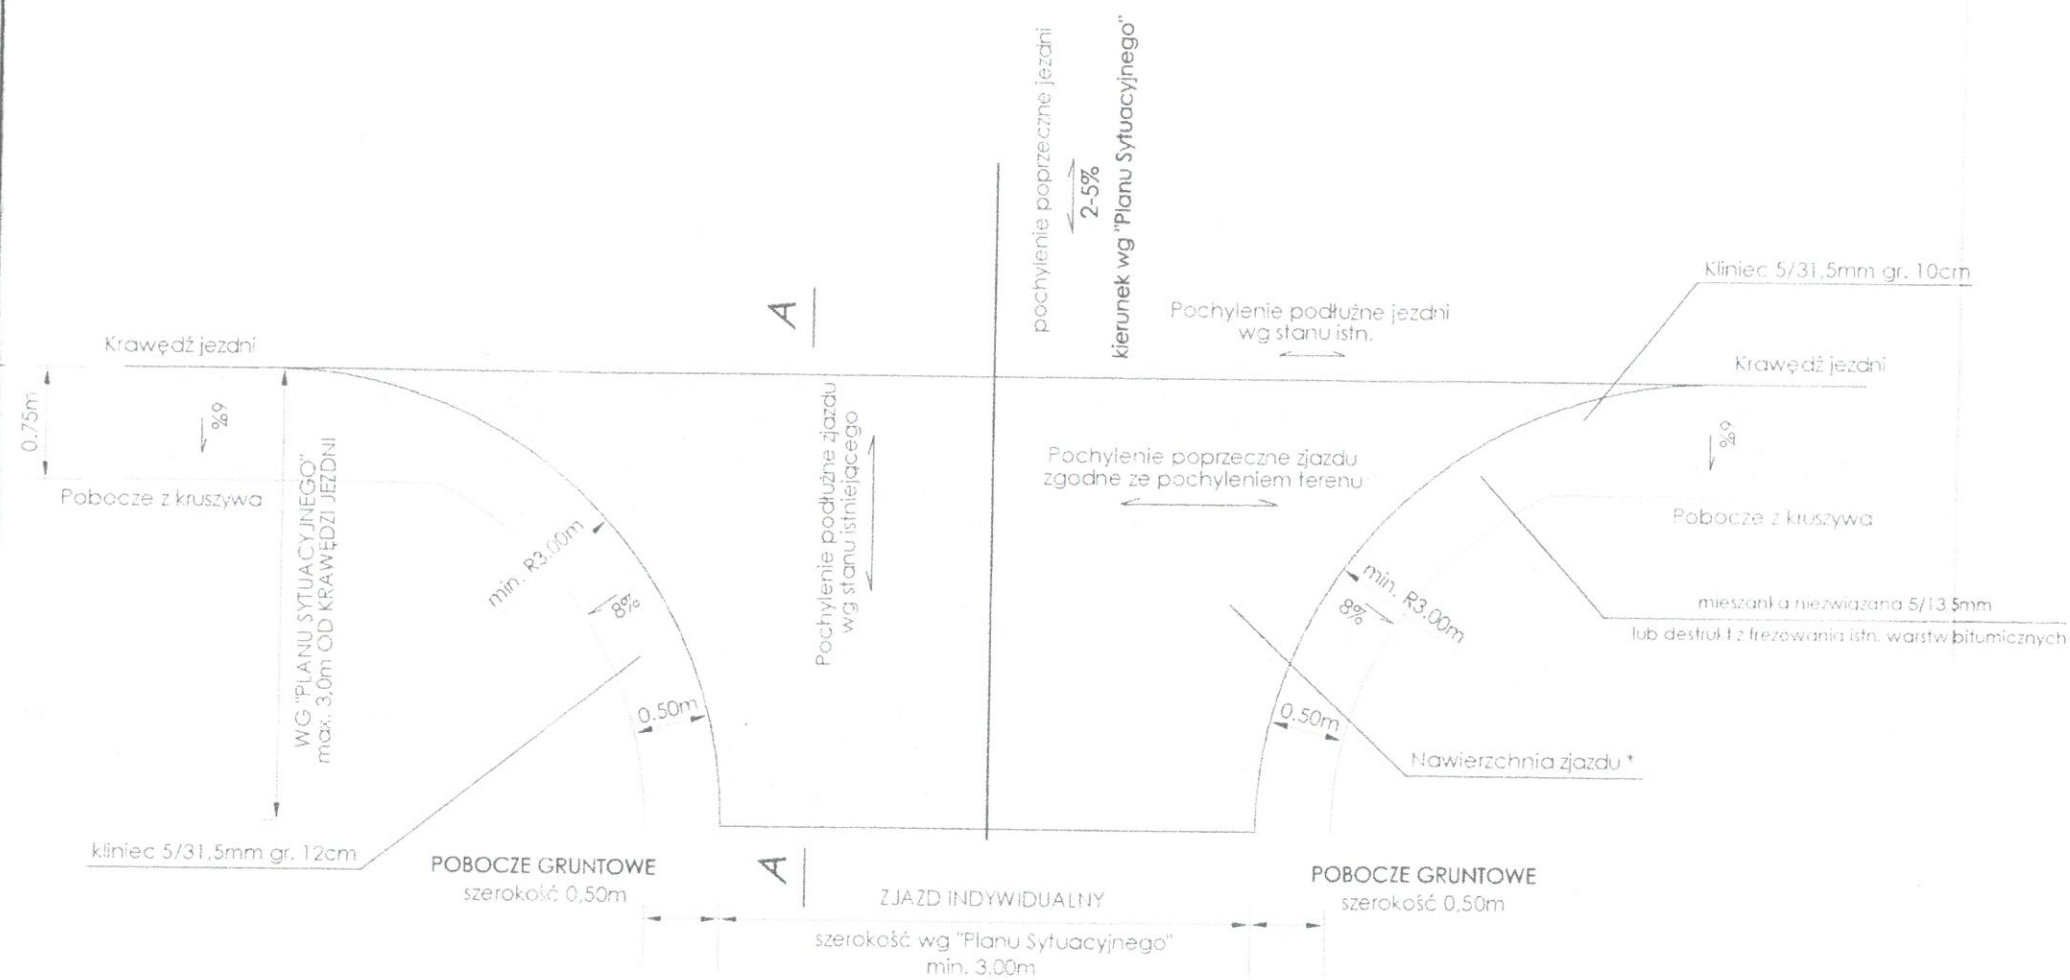 pochylenie poprzeczne jezdni
2-5%
kierunek wg "Planu Sytuacyjnego"
Kliniec 5/31,5mm gr. 10cm
A
Pochylenie podłużne jezdni
wg stanu istn.
Krawędź jezdni
Krawędź jezdni
0.75m
6%
WG "PLANU SYTUACYJNEGO"
max. 3,0m OD KRAWĘDZI JEZDNI
Pochylenie podłużne zjazdu
wg stanu istniejącego
Pochylenie poprzeczne zjazdu
zgodne ze pochyleniem terenu
6%
Pobocze z kruszywa
Pobocze z kruszywa
min. R3.00m
8%
min. R3.00m
8%
mieszanka niezwiązana 5/13 5mm
lub destrukt z frezowania istn. warstw bitumicznych
0.50m
0.50m
Nawierzchnia zjazdu *
kliniec 5/31,5mm gr. 12cm
POBOCZE GRUNTOWE
szerokość 0,50m
A
ZJAZD INDYWIDUALNY
szerokość wg "Planu Sytuacyjnego"
min. 3.00m
POBOCZE GRUNTOWE
szerokość 0,50m